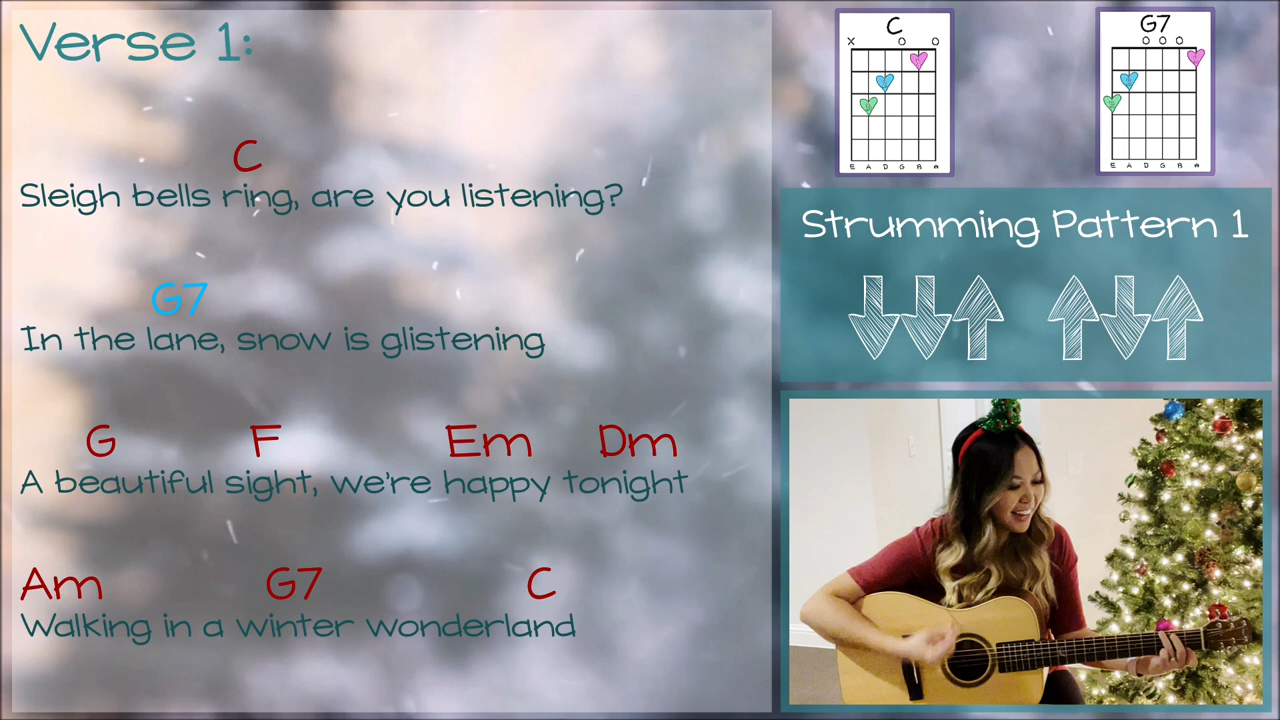 Verse 1:
C
Sleigh bells ring, are you listening?
G7
In the lane, snow is glistening
G F Em Dm
A beautiful sight, we're happy tonight
Am G7 C
Walking in a winter wonderland
C
X O O
E A D G B
G7
O O O
E A D G B
Strumming Pattern 1